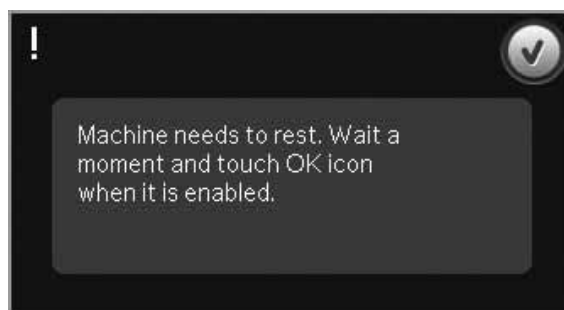 !
Machine needs to rest. Wait a
moment and touch OK icon
when it is enabled.